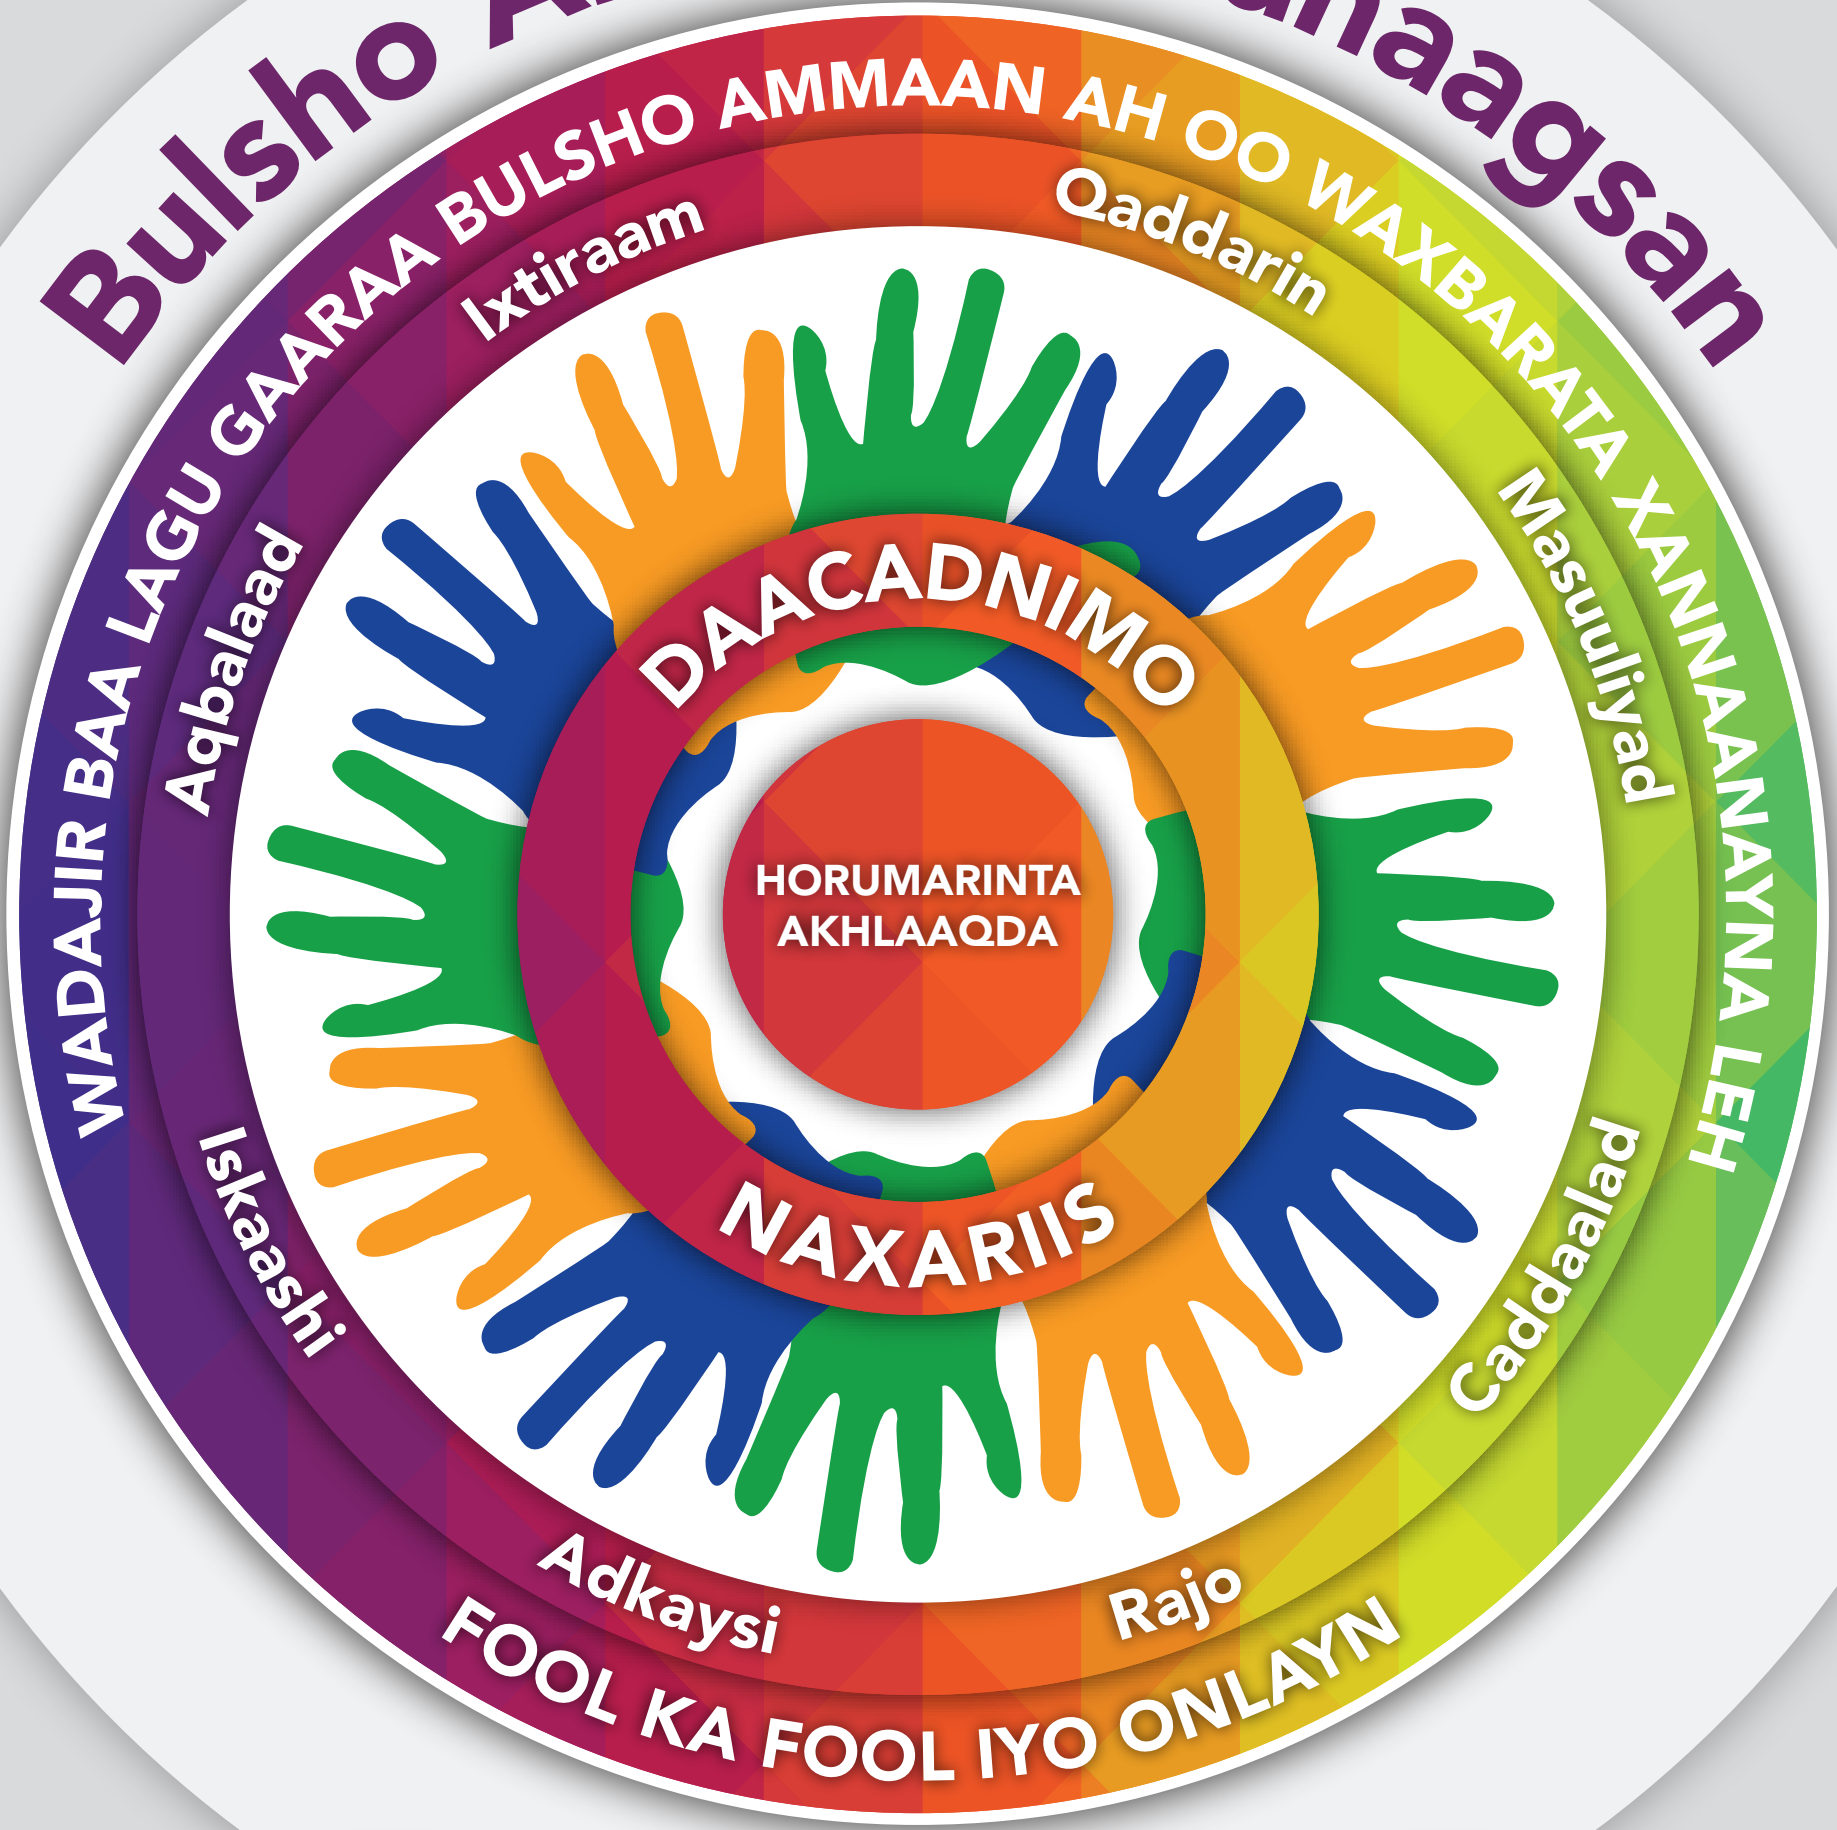 Bulsho
WADAJIR BAA LAGU GAARAA BULSHO AMMAAN AH OO WAXBARATA XANNAANAYNA LEH
Ixtiraam
Qaddarin
Masuuliyad
Caddaalad
Rajo
Adkaysi
Iskaashi
Aqbalaad
DAACADNIMO
HORUMARINTA
AKHLAAQDA
NAXARIIS
FOOL KA FOOL IYO ONLAYN